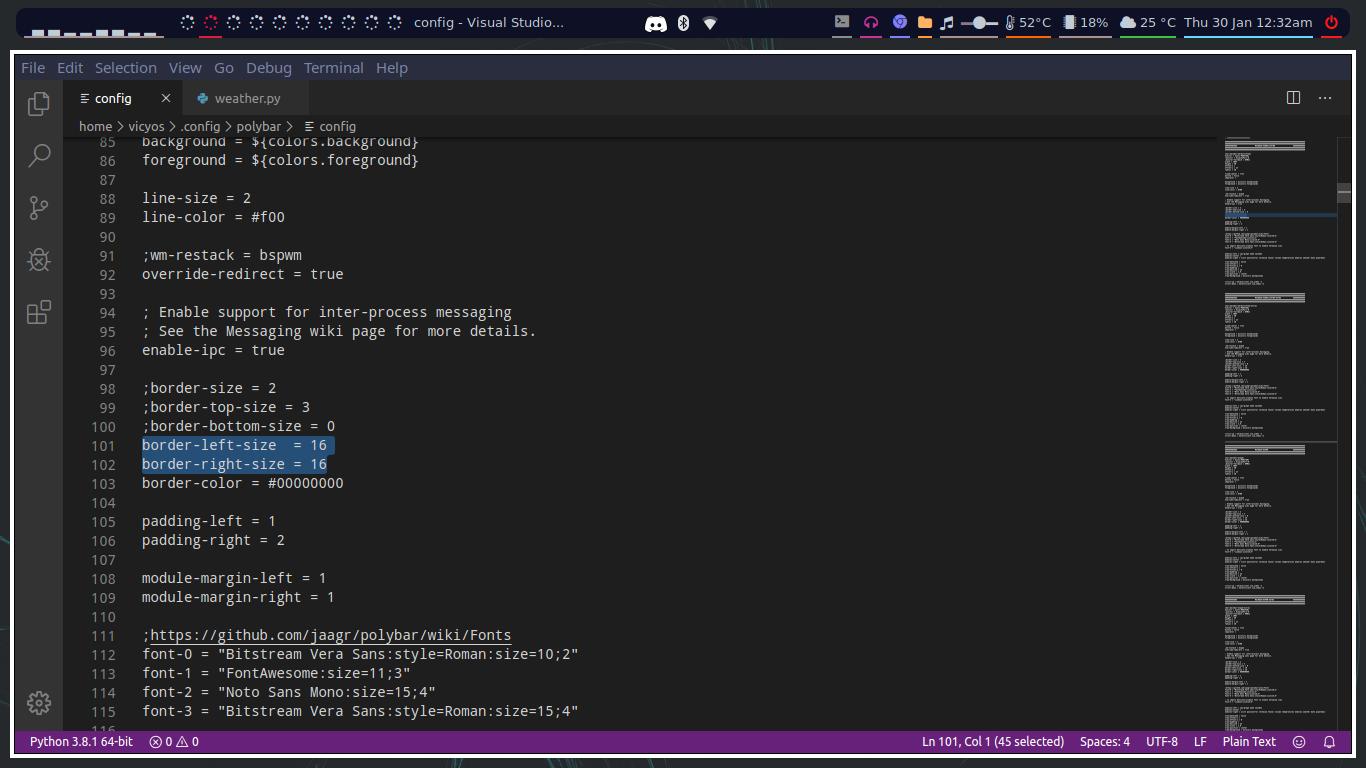 config - Visual Studio...
52°C
18%
25 °C
Thu 30 Jan 12:32am
File Edit Selection View Go Debug Terminal Help
config
weather.py
home > vicyos > .config > polybar > config
85 background = ${colors.background}
86 foreground = ${colors.foreground}
87
88 line-size = 2
89 line-color = #f00
90
91 ;wm-restack = bspwm
92 override-redirect = true
93
94 ; Enable support for inter-process messaging
95 ; See the Messaging wiki page for more details.
96 enable-ipc = true
97
98 ;border-size = 2
99 ;border-top-size = 3
100 ;border-bottom-size = 0
101 border-left-size  = 16
102 border-right-size = 16
103 border-color = #00000000
104
105 padding-left = 1
106 padding-right = 2
107
108 module-margin-left = 1
109 module-margin-right = 1
110
111 ;https://github.com/jaagr/polybar/wiki/Fonts
112 font-0 = "Bitstream Vera Sans:style=Roman:size=10;2"
113 font-1 = "FontAwesome:size=11;3"
114 font-2 = "Noto Sans Mono:size=15;4"
115 font-3 = "Bitstream Vera Sans:style=Roman:size=15;4"
116
Python 3.8.1 64-bit 0 0 Ln 101, Col 1 (45 selected) Spaces: 4 UTF-8 LF Plain Text